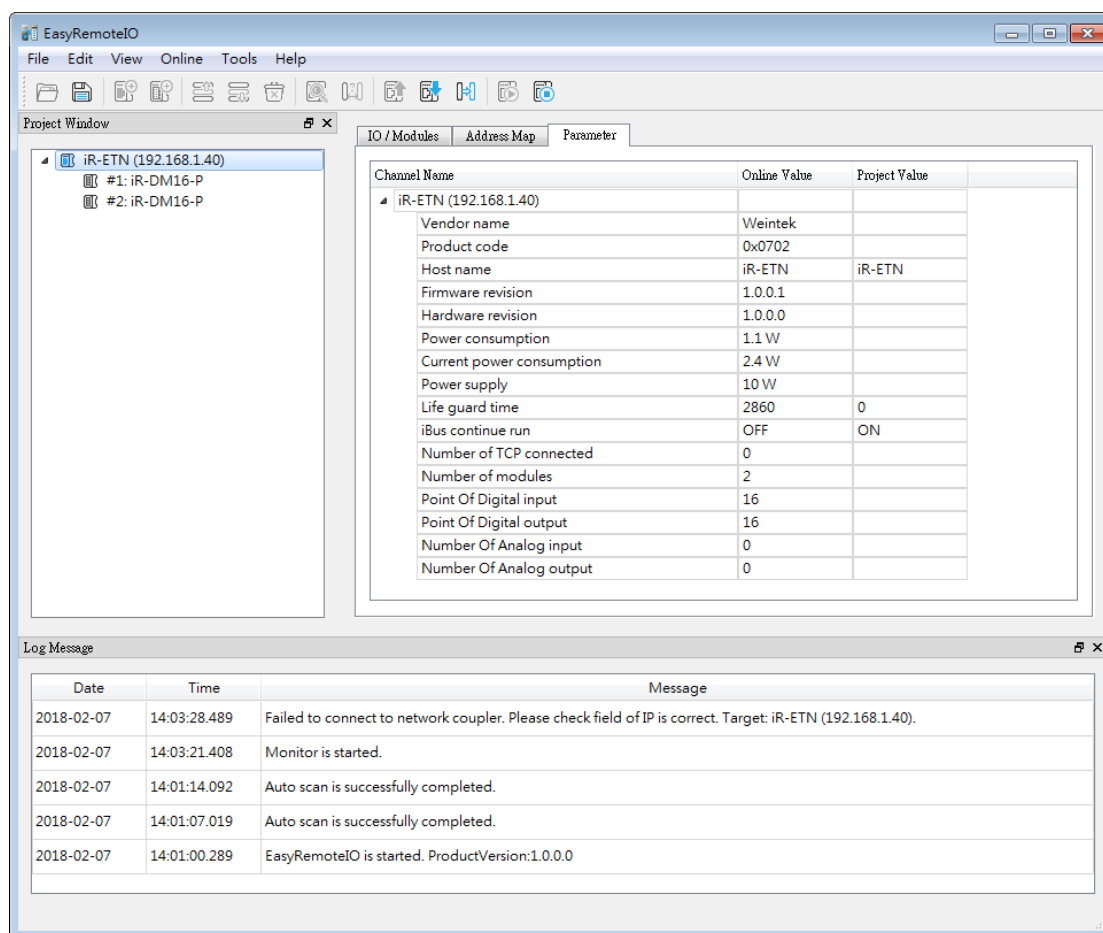 EasyRemoteIO
File Edit View Online Tools Help
Project Window
iR-ETN (192.168.1.40)
#1: iR-DM16-P
#2: iR-DM16-P
IO / Modules Address Map Parameter
Channel Name Online Value Project Value
iR-ETN (192.168.1.40)
Vendor name Weintek
Product code 0x0702
Host name iR-ETN iR-ETN
Firmware revision 1.0.0.1
Hardware revision 1.0.0.0
Power consumption 1.1 W
Current power consumption 2.4 W
Power supply 10 W
Life guard time 2860 0
iBus continue run OFF ON
Number of TCP connected 0
Number of modules 2
Point Of Digital input 16
Point Of Digital output 16
Number Of Analog input 0
Number Of Analog output 0
Log Message
Date Time Message
2018-02-07 14:03:28.489 Failed to connect to network coupler. Please check field of IP is correct. Target: iR-ETN (192.168.1.40).
2018-02-07 14:03:21.408 Monitor is started.
2018-02-07 14:01:14.092 Auto scan is successfully completed.
2018-02-07 14:01:07.019 Auto scan is successfully completed.
2018-02-07 14:01:00.289 EasyRemoteIO is started. ProductVersion:1.0.0.0